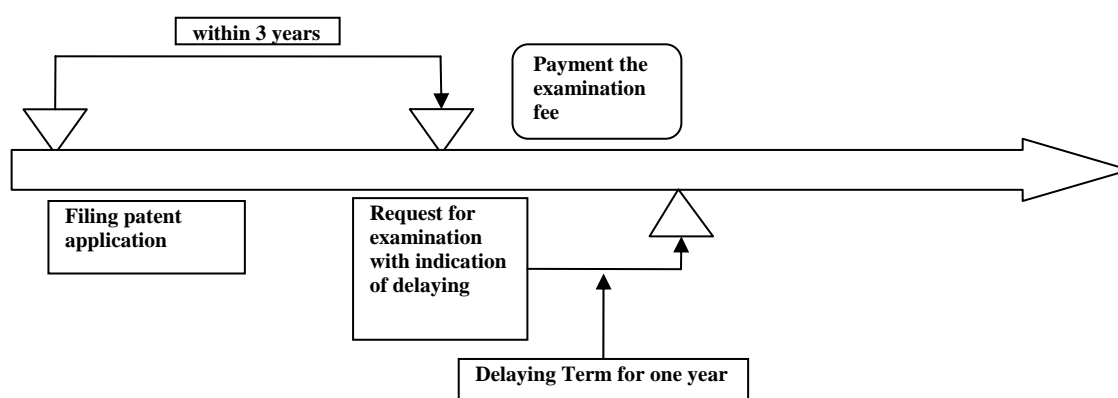 within 3 years
Payment the
examination
fee
Filing patent
application
Request for
examination
with indication
of delaying
Delaying Term for one year